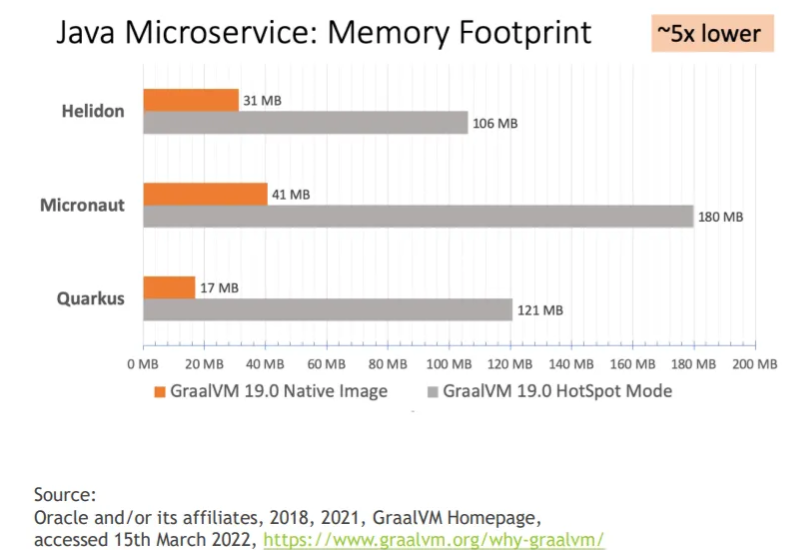 Java Microservice: Memory Footprint
~5x lower
Helidon
31 MB
106 MB
Micronaut
41 MB
180 MB
Quarkus
17 MB
121 MB
0 MB 20 MB 40 MB 60 MB 80 MB 100 MB 120 MB 140 MB 160 MB 180 MB 200 MB
GraalVM 19.0 Native Image GraalVM 19.0 HotSpot Mode
Source:
Oracle and/or its affiliates, 2018, 2021, GraalVM Homepage,
accessed 15th March 2022, https://www.graalvm.org/why-graalvm/